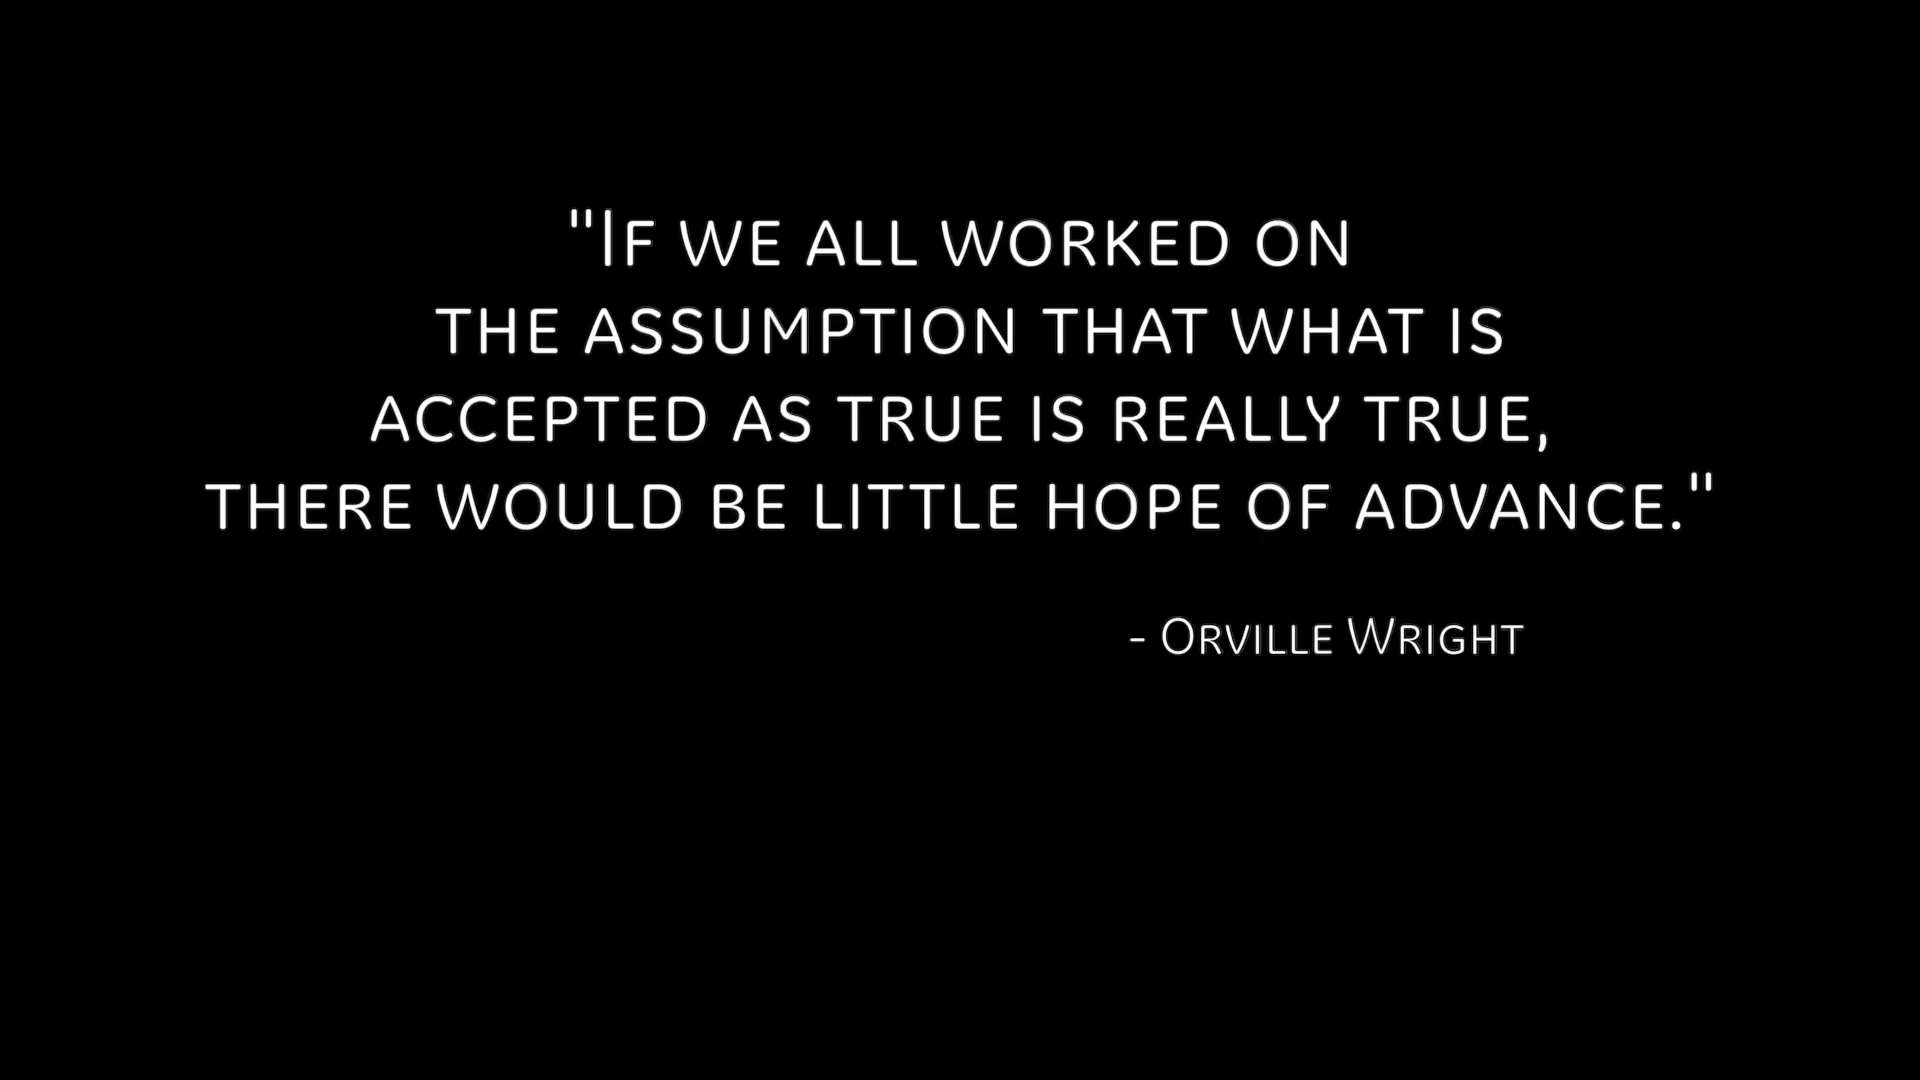 "If we all worked on
the assumption that what is
accepted as true is really true,
there would be little hope of advance."
- Orville Wright